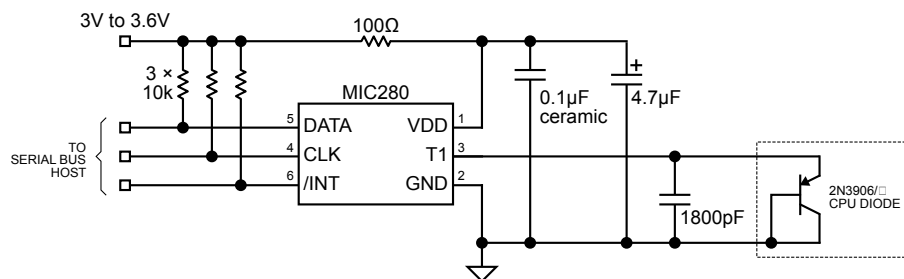 3V to 3.6V
100Ω
3 ×
10k
MIC280
0.1µF
ceramic
+
4.7µF
5
DATA
VDD
1
TO
SERIAL BUS
HOST
4
CLK
T1
3
6
/INT
GND
2
1800pF
2N3906/□
CPU DIODE